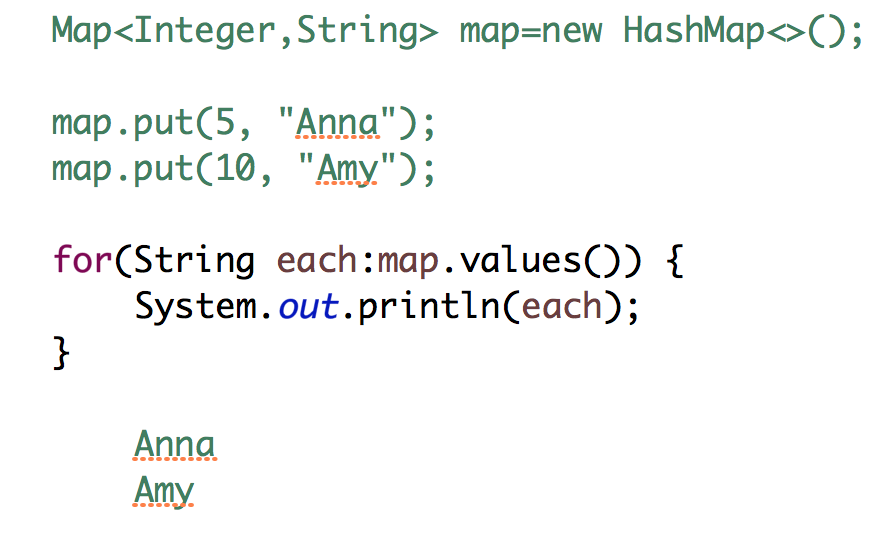 Map<Integer,String> map=new HashMap<>();
map.put(5, "Anna");
map.put(10, "Amy");
for(String each:map.values()) {
System.out.println(each);
}
Anna
Amy